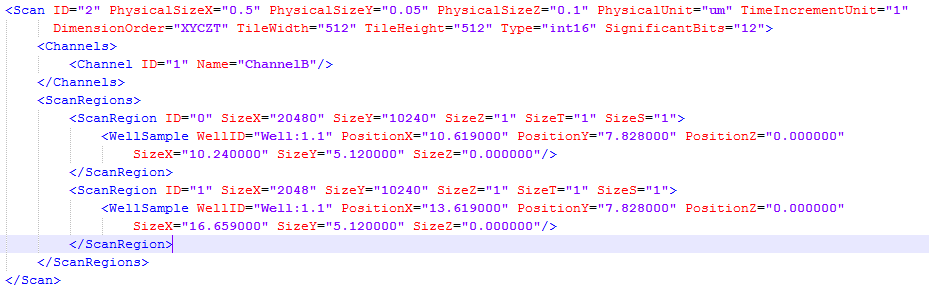 <Scan ID="2" PhysicalSizeX="0.5" PhysicalSizeY="0.05" PhysicalSizeZ="0.1" PhysicalUnit="um" TimeIncrementUnit="1"
DimensionOrder="XYCZT" TileWidth="512" TileHeight="512" Type="int16" SignificantBits="12">
<Channels>
<Channel ID="1" Name="ChannelB"/>
</Channels>
<ScanRegions>
<ScanRegion ID="0" SizeX="20480" SizeY="10240" SizeZ="1" SizeT="1" SizeS="1">
<WellSample WellID="Well:1.1" PositionX="10.619000" PositionY="7.828000" PositionZ="0.000000"
SizeX="10.240000" SizeY="5.120000" SizeZ="0.000000"/>
</ScanRegion>
<ScanRegion ID="1" SizeX="2048" SizeY="10240" SizeZ="1" SizeT="1" SizeS="1">
<WellSample WellID="Well:1.1" PositionX="13.619000" PositionY="7.828000" PositionZ="0.000000"
SizeX="16.659000" SizeY="5.120000" SizeZ="0.000000"/>
</ScanRegion>
</ScanRegions>
</Scan>